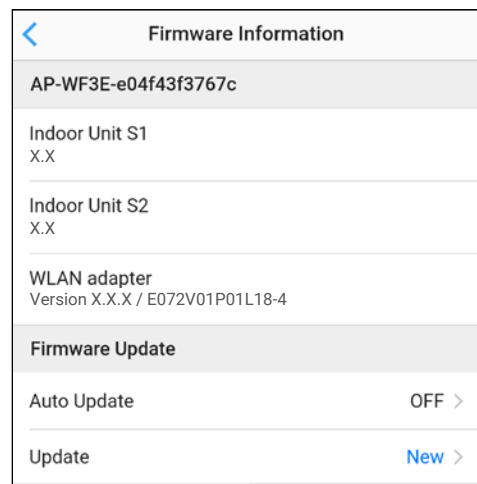 Firmware Information
AP-WF3E-e04f43f3767c
Indoor Unit S1
X.X
Indoor Unit S2
X.X
WLAN adapter
Version X.X.X / E072V01P01L18-4
Firmware Update
Auto Update OFF >
Update New >